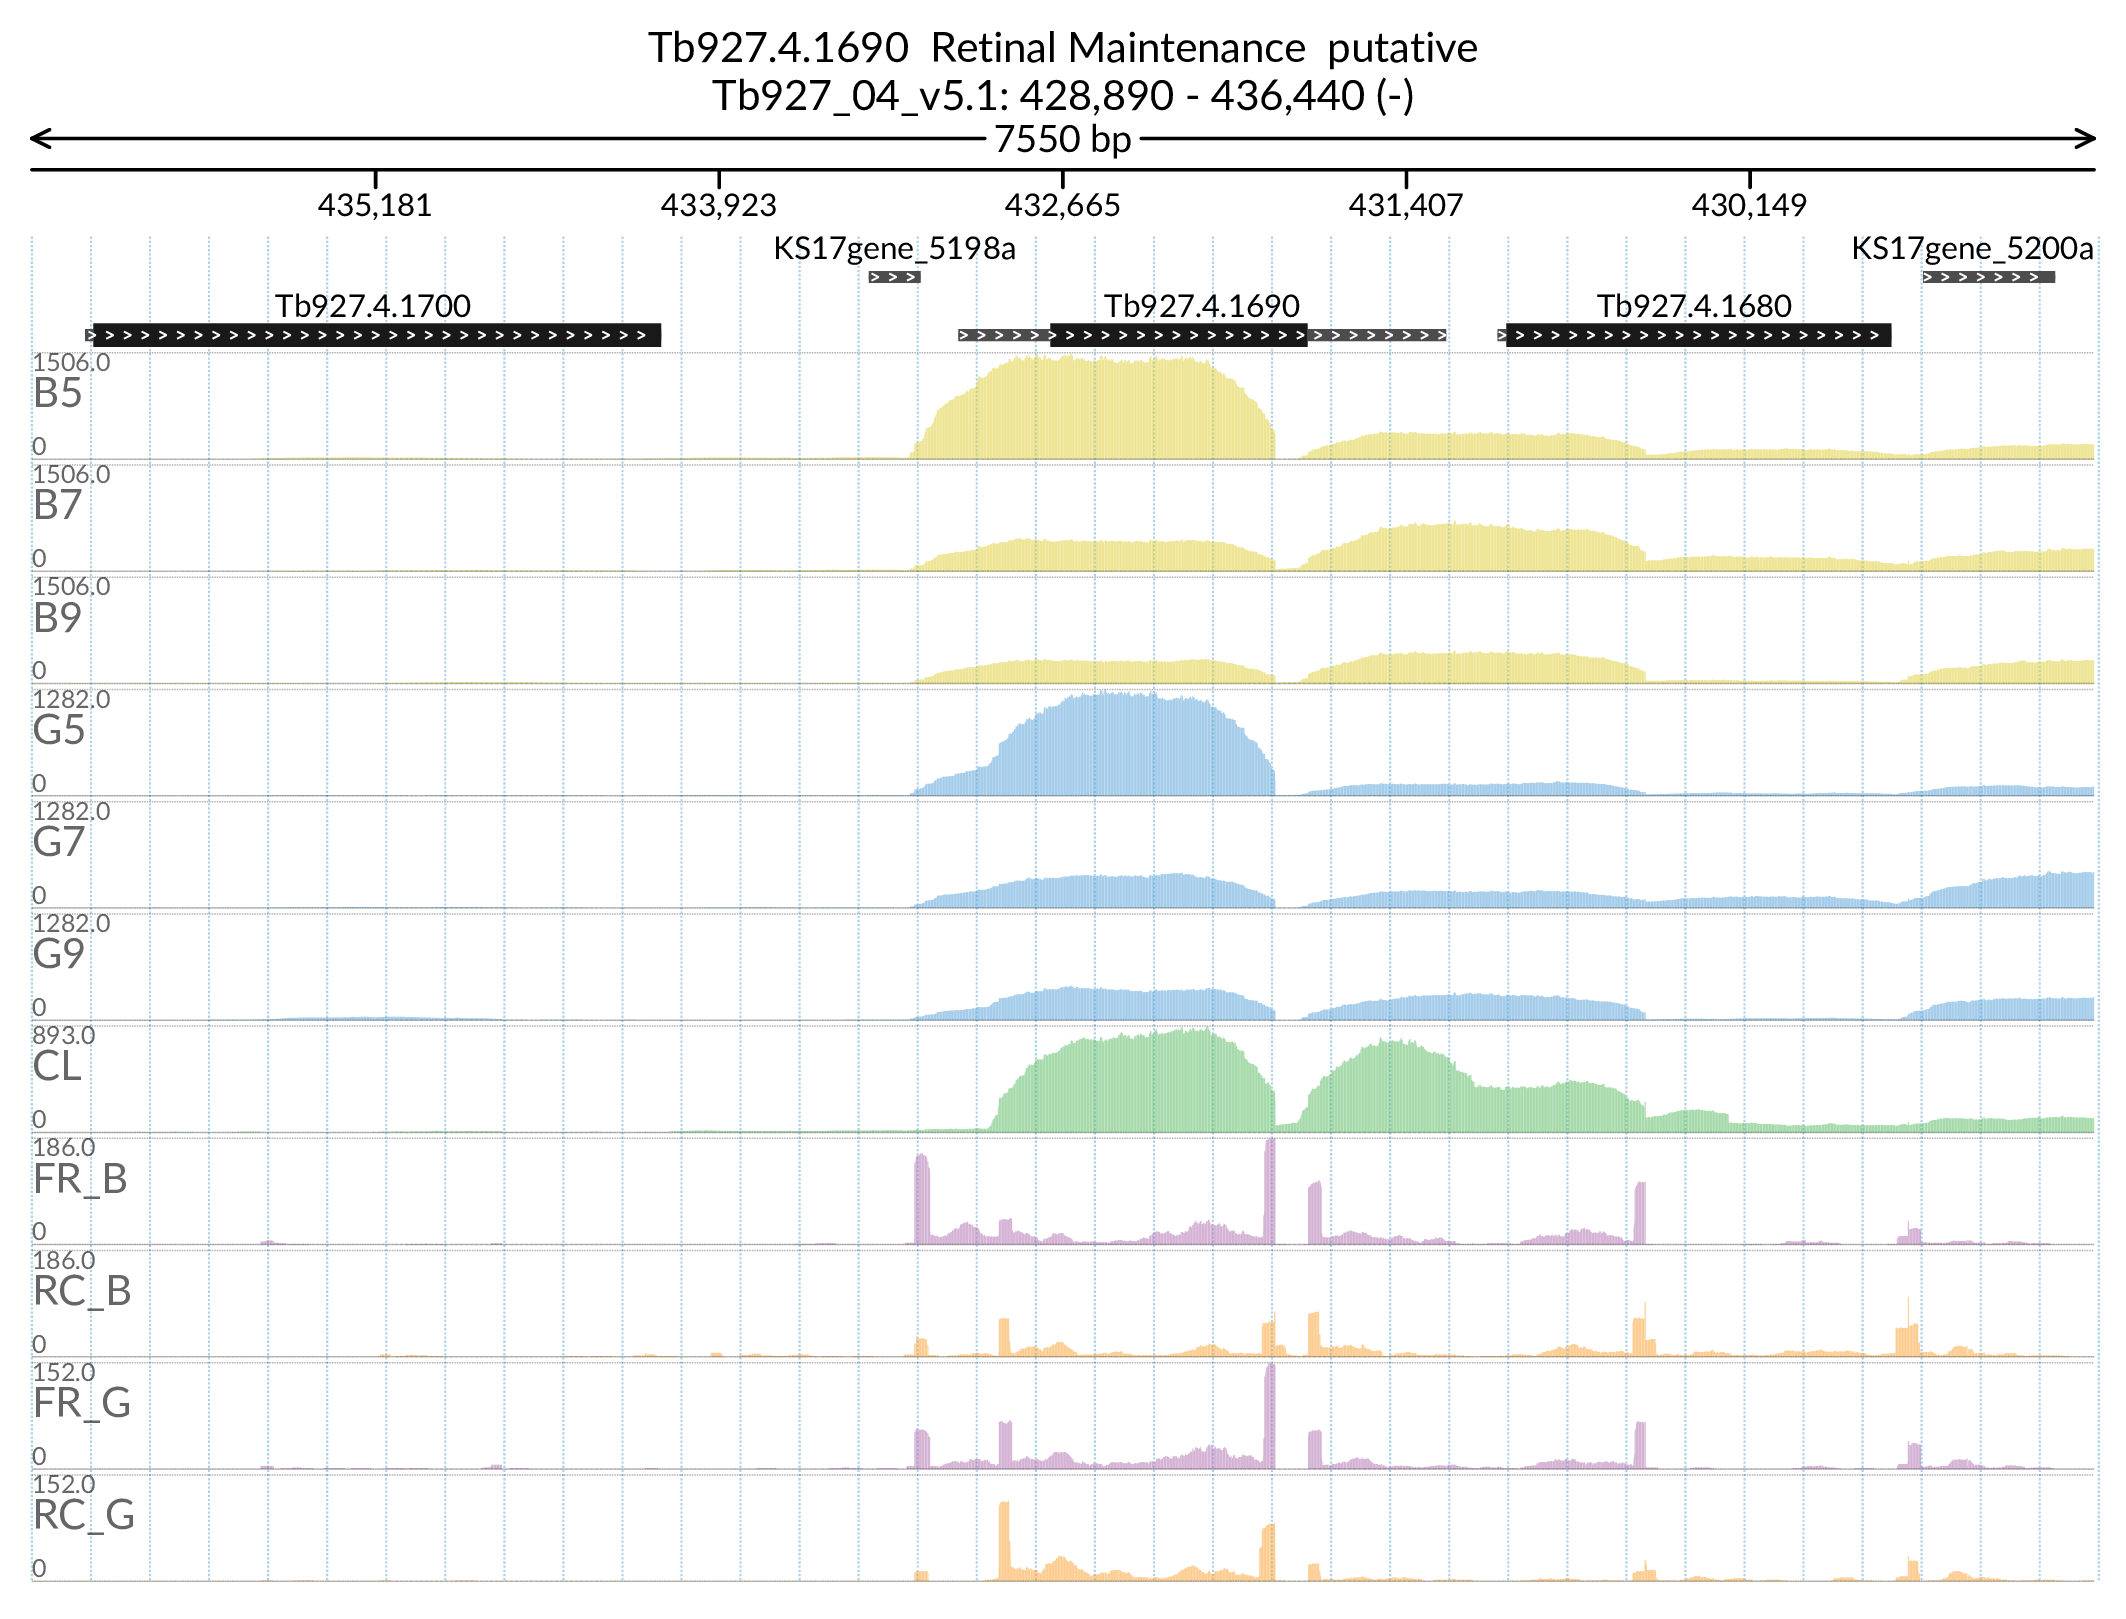 Tb927.4.1690  Retinal Maintenance  putative
Tb927_04_v5.1: 428,890 - 436,440 (-)
7550 bp
435,181 433,923 432,665 431,407 430,149
KS17gene_5198a KS17gene_5200a
Tb927.4.1700 Tb927.4.1690 Tb927.4.1680
1506.0
B5
0
1506.0
B7
0
1506.0
B9
0
1282.0
G5
0
1282.0
G7
0
1282.0
G9
0
893.0
CL
0
186.0
FR_B
0
186.0
RC_B
0
152.0
FR_G
0
152.0
RC_G
0